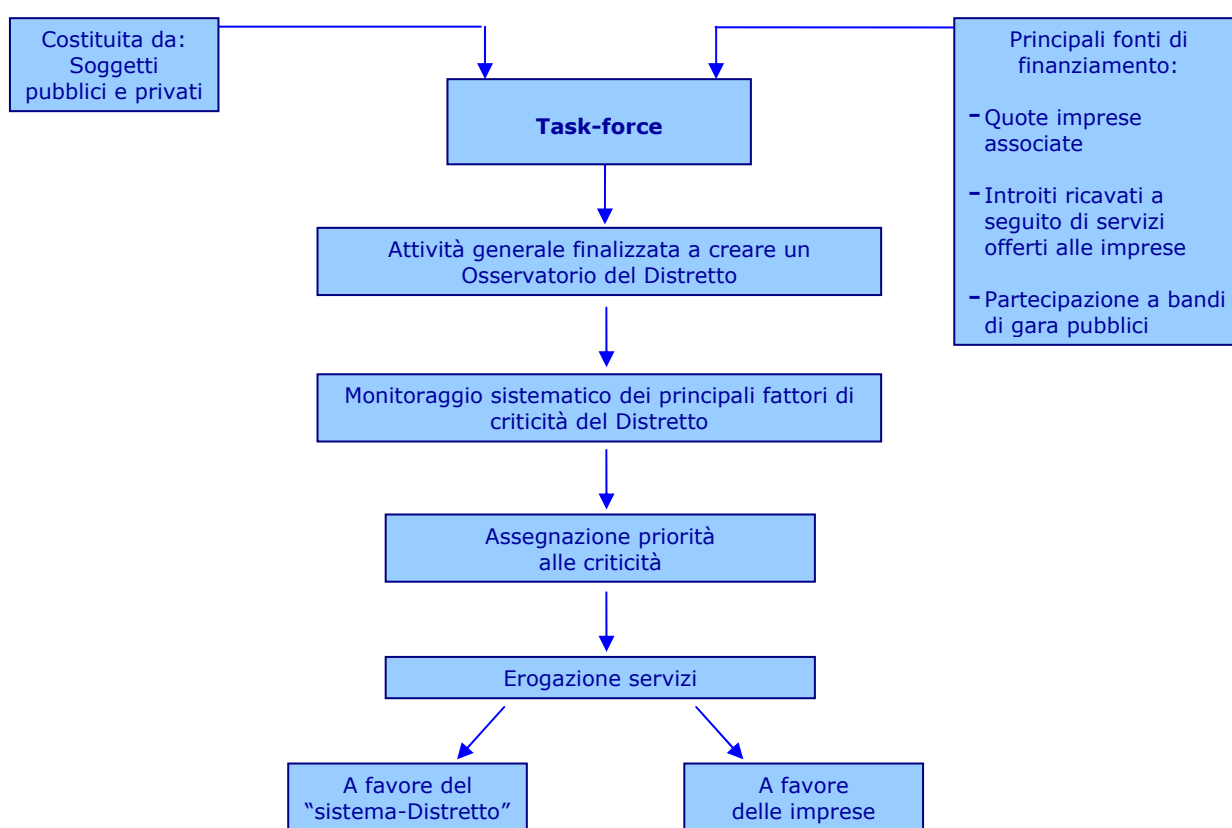 Costituita da:
Soggetti
pubblici e privati
Task-force
Principali fonti di
finanziamento:
- Quote imprese
associate
- Introiti ricavati a
seguito di servizi
offerti alle imprese
- Partecipazione a bandi
di gara pubblici
Attività generale finalizzata a creare un
Osservatorio del Distretto
Monitoraggio sistematico dei principali fattori di
criticità del Distretto
Assegnazione priorità
alle criticità
Erogazione servizi
A favore del
“sistema-Distretto”
A favore
delle imprese